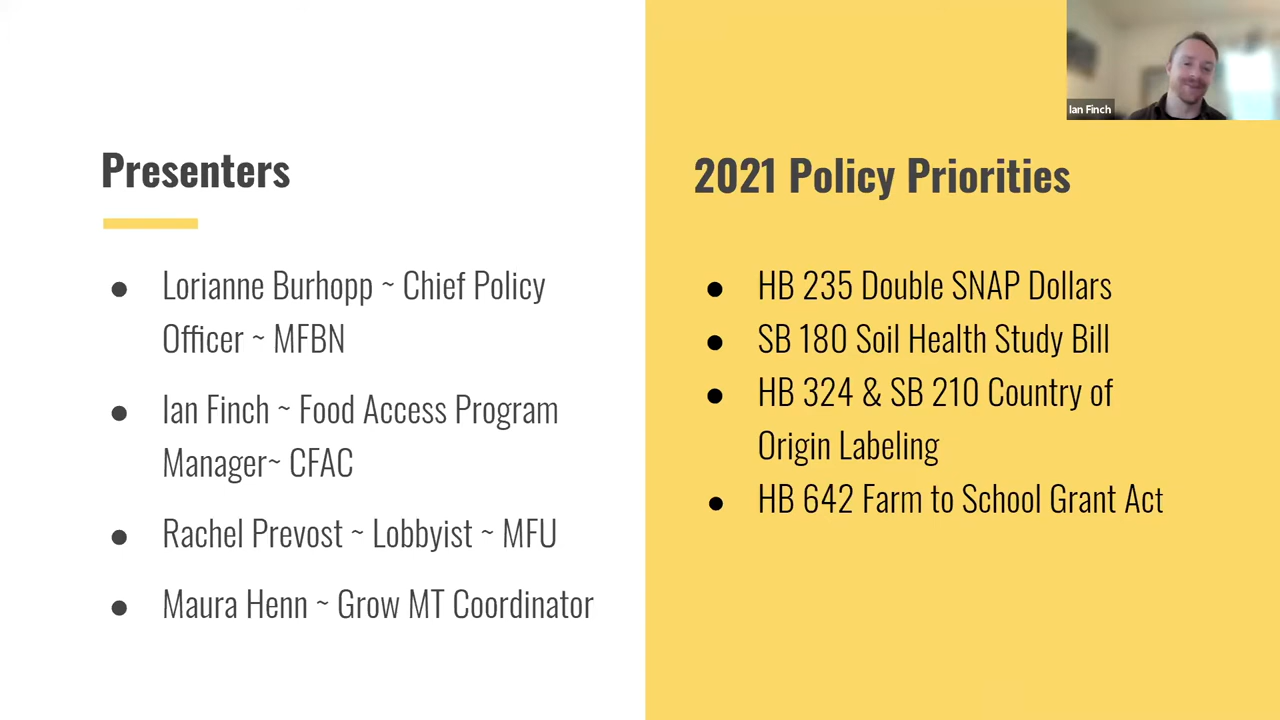 Ian Finch
Presenters
● Lorianne Burhopp ~ Chief Policy
Officer ~ MFBN
● Ian Finch ~ Food Access Program
Manager~ CFAC
● Rachel Prevost ~ Lobbyist ~ MFU
● Maura Henn ~ Grow MT Coordinator
2021 Policy Priorities
● HB 235 Double SNAP Dollars
● SB 180 Soil Health Study Bill
● HB 324 & SB 210 Country of
Origin Labeling
● HB 642 Farm to School Grant Act